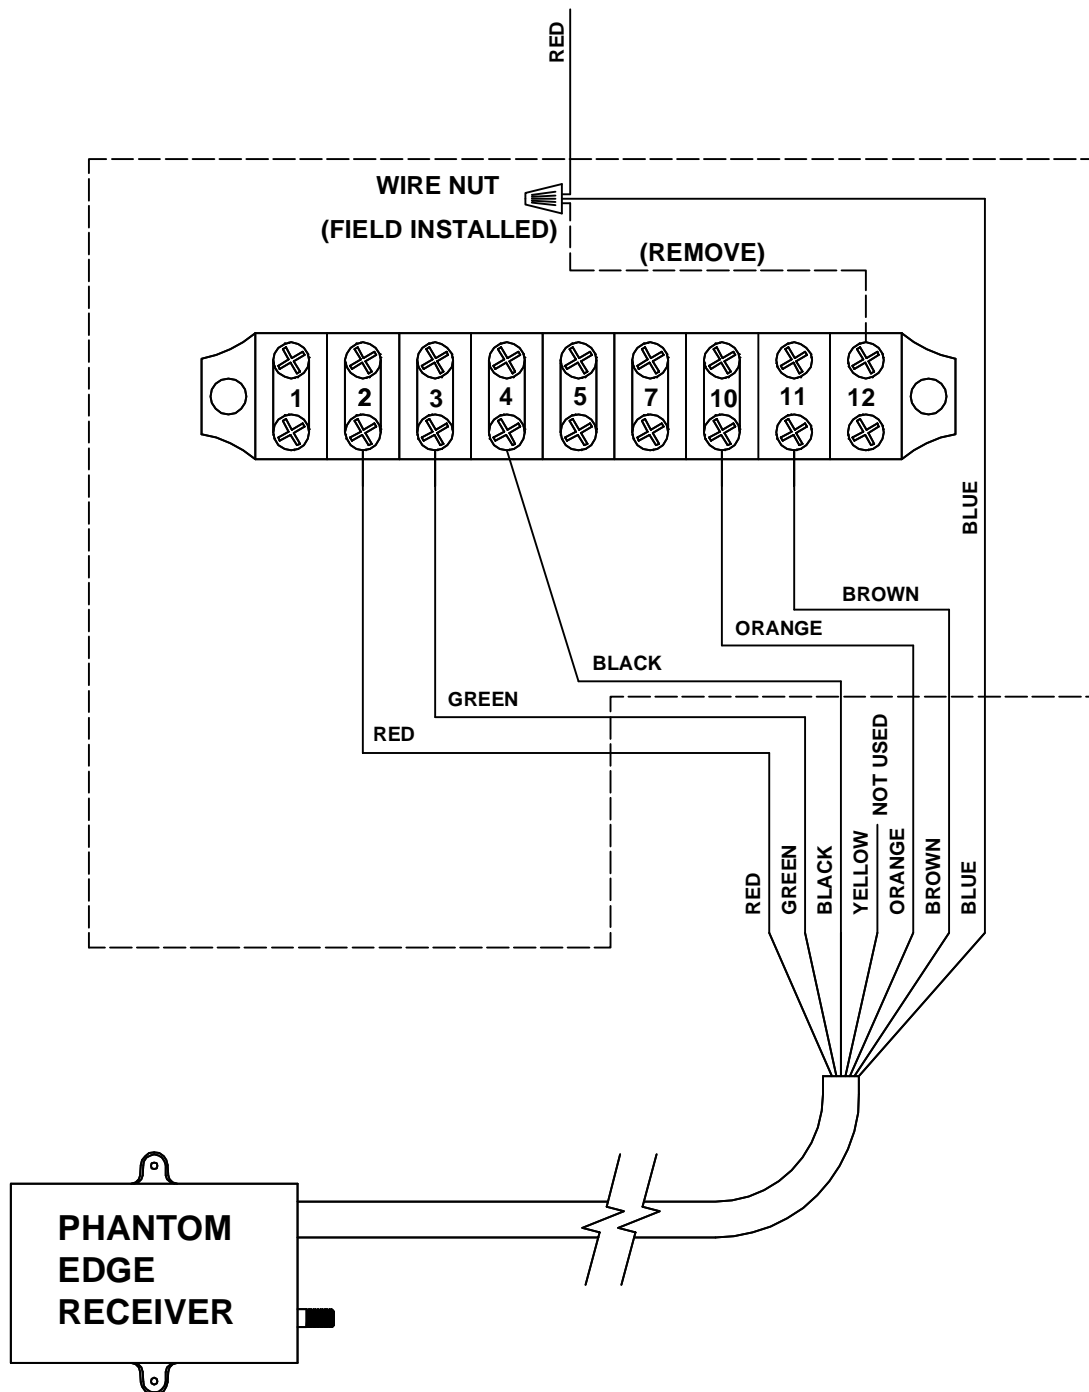 RED
WIRE NUT
(FIELD INSTALLED)
(REMOVE)
1
2
3
4
5
7
10
11
12
BLUE
BROWN
ORANGE
BLACK
GREEN
RED
NOT USED
RED
GREEN
BLACK
YELLOW
ORANGE
BROWN
BLUE
PHANTOM
EDGE
RECEIVER